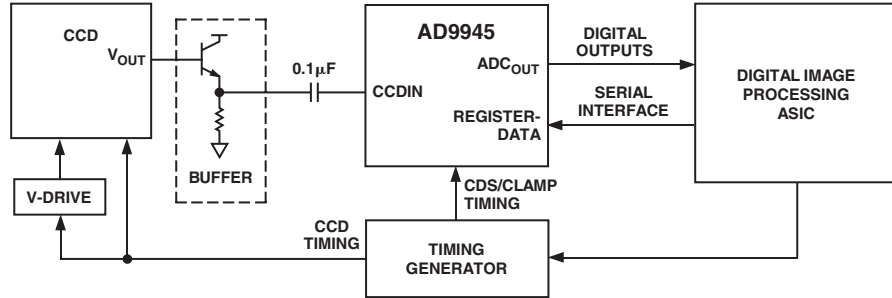 CCD
V_OUT
BUFFER
V-DRIVE
0.1μF
AD9945
CCDIN
ADC_OUT
REGISTER-
DATA
DIGITAL
OUTPUTS
SERIAL
INTERFACE
DIGITAL IMAGE
PROCESSING
ASIC
CDS/CLAMP
TIMING
CCD
TIMING
TIMING
GENERATOR